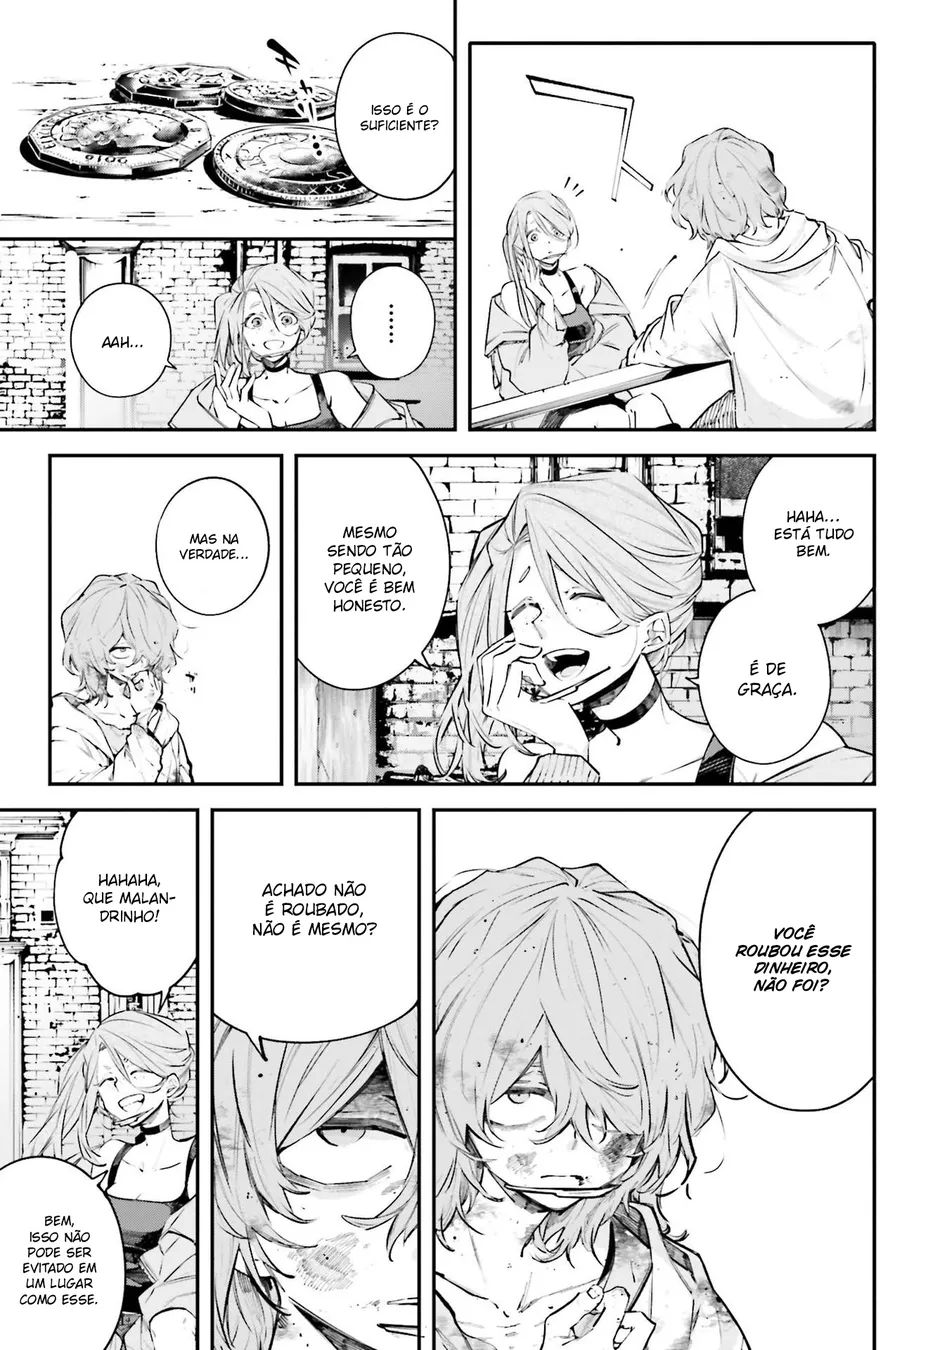 ISSO É O
SUFICIENTE?
......
AAH...
HAHA...
ESTÁ TUDO
BEM.
É DE
GRAÇA.
MESMO
SENDO TÃO
PEQUENO,
VOCÊ É BEM
HONESTO.
MAS NA
VERDADE...
VOCÊ
ROUBOU ESSE
DINHEIRO,
NÃO FOI?
ACHADO NÃO
É ROUBADO,
NÃO É MESMO?
HAHAHA,
QUE MALAN-
DRINHO!
BEM,
ISSO NÃO
PODE SER
EVITADO EM
UM LUGAR
COMO ESSE.